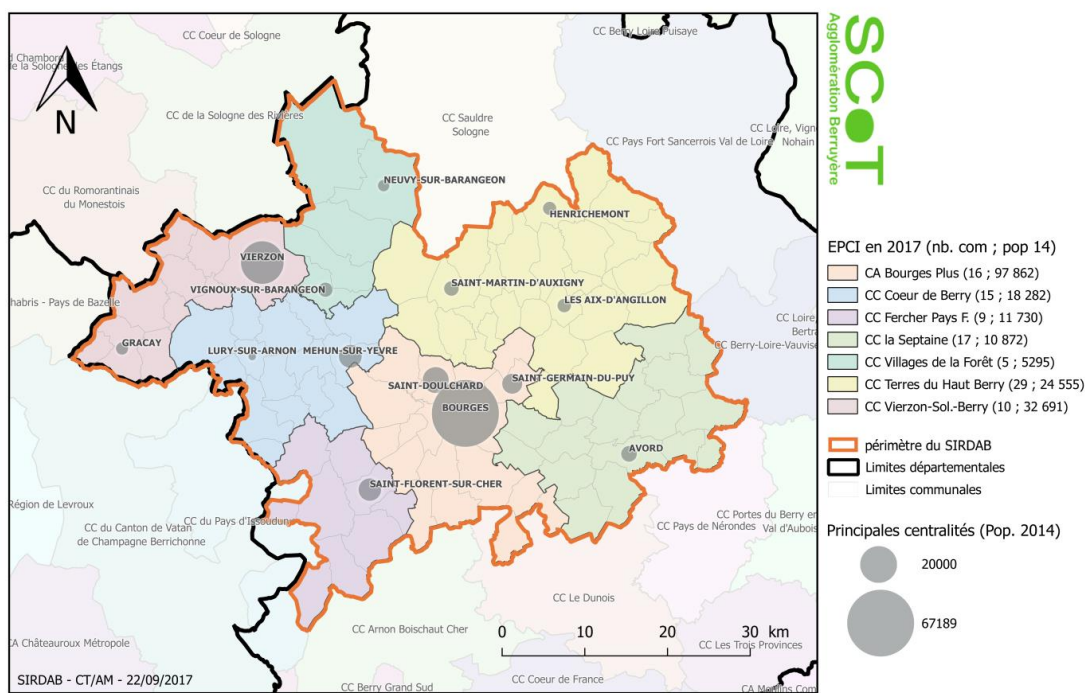 CC Coeur de Sologne
CC Berry Loire Puisaye
d Chambord
de la Sologne des Étangs
CC de la Sologne des Rivières
CC Sauldre
Sologne
CC Loire, Vign
Nohain
CC Pays Fort Sancerrois Val de Loire
N
CC du Romorantinais
du Monestois
NEUVY-SUR-BARANGEON
HENRICHEMONT
VIERZON
VIGNOUX-SUR-BARANGEON
SAINT-MARTIN-D'AUXIGNY
LES AIX-D'ANGILLON
habris - Pays de Bazelle
CC Loire,
Bertra
CC Berry-Loire-Vauvise
GRACAY
LURY-SUR-ARNON
MEHUN-SUR-YEVRE
SAINT-DOULCHARD
SAINT-GERMAIN-DU-PUY
BOURGES
AVORD
SAINT-FLORENT-SUR-CHER
Région de Levroux
CC du Pays d'Issoudun
CC du Canton de Vatan
de Champagne Berrichonne
CC Portes du Berry en
Val d'Aubois
CC Pays de Nérondes
CC Le Dunois
CC Arnon Boischaut Cher
CA Châteauroux Métropole
CC Les Trois Provinces
0 10 20 30 km
SIRDAB - CT/AM - 22/09/2017
CC Berry Grand Sud
CC Coeur de France
CA Moulins Com
SCOT
Agglomération Berruyère
EPCI en 2017 (nb. com ; pop 14)
CA Bourges Plus (16 ; 97 862)
CC Coeur de Berry (15 ; 18 282)
CC Fercher Pays F. (9 ; 11 730)
CC la Septaine (17 ; 10 872)
CC Villages de la Forêt (5 ; 5295)
CC Terres du Haut Berry (29 ; 24 555)
CC Vierzon-Sol.-Berry (10 ; 32 691)
périmètre du SIRDAB
Limites départementales
Limites communales
Principales centralités (Pop. 2014)
20000
67189